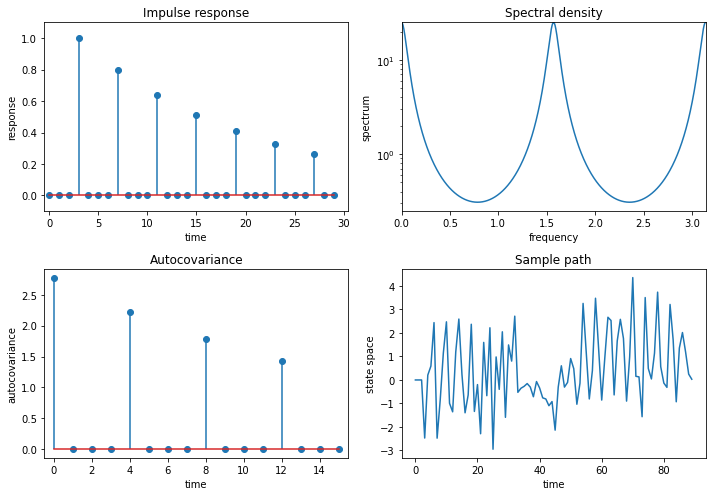 Impulse response
1.0
0.8
0.6
0.4
0.2
0.0
response
0 5 10 15 20 25 30
time
Spectral density
10¹
10⁰
spectrum
0.0 0.5 1.0 1.5 2.0 2.5 3.0
frequency
Autocovariance
2.5
2.0
1.5
1.0
0.5
0.0
autocovariance
0 2 4 6 8 10 12 14
time
Sample path
4
3
2
1
0
−1
−2
−3
state space
0 20 40 60 80
time